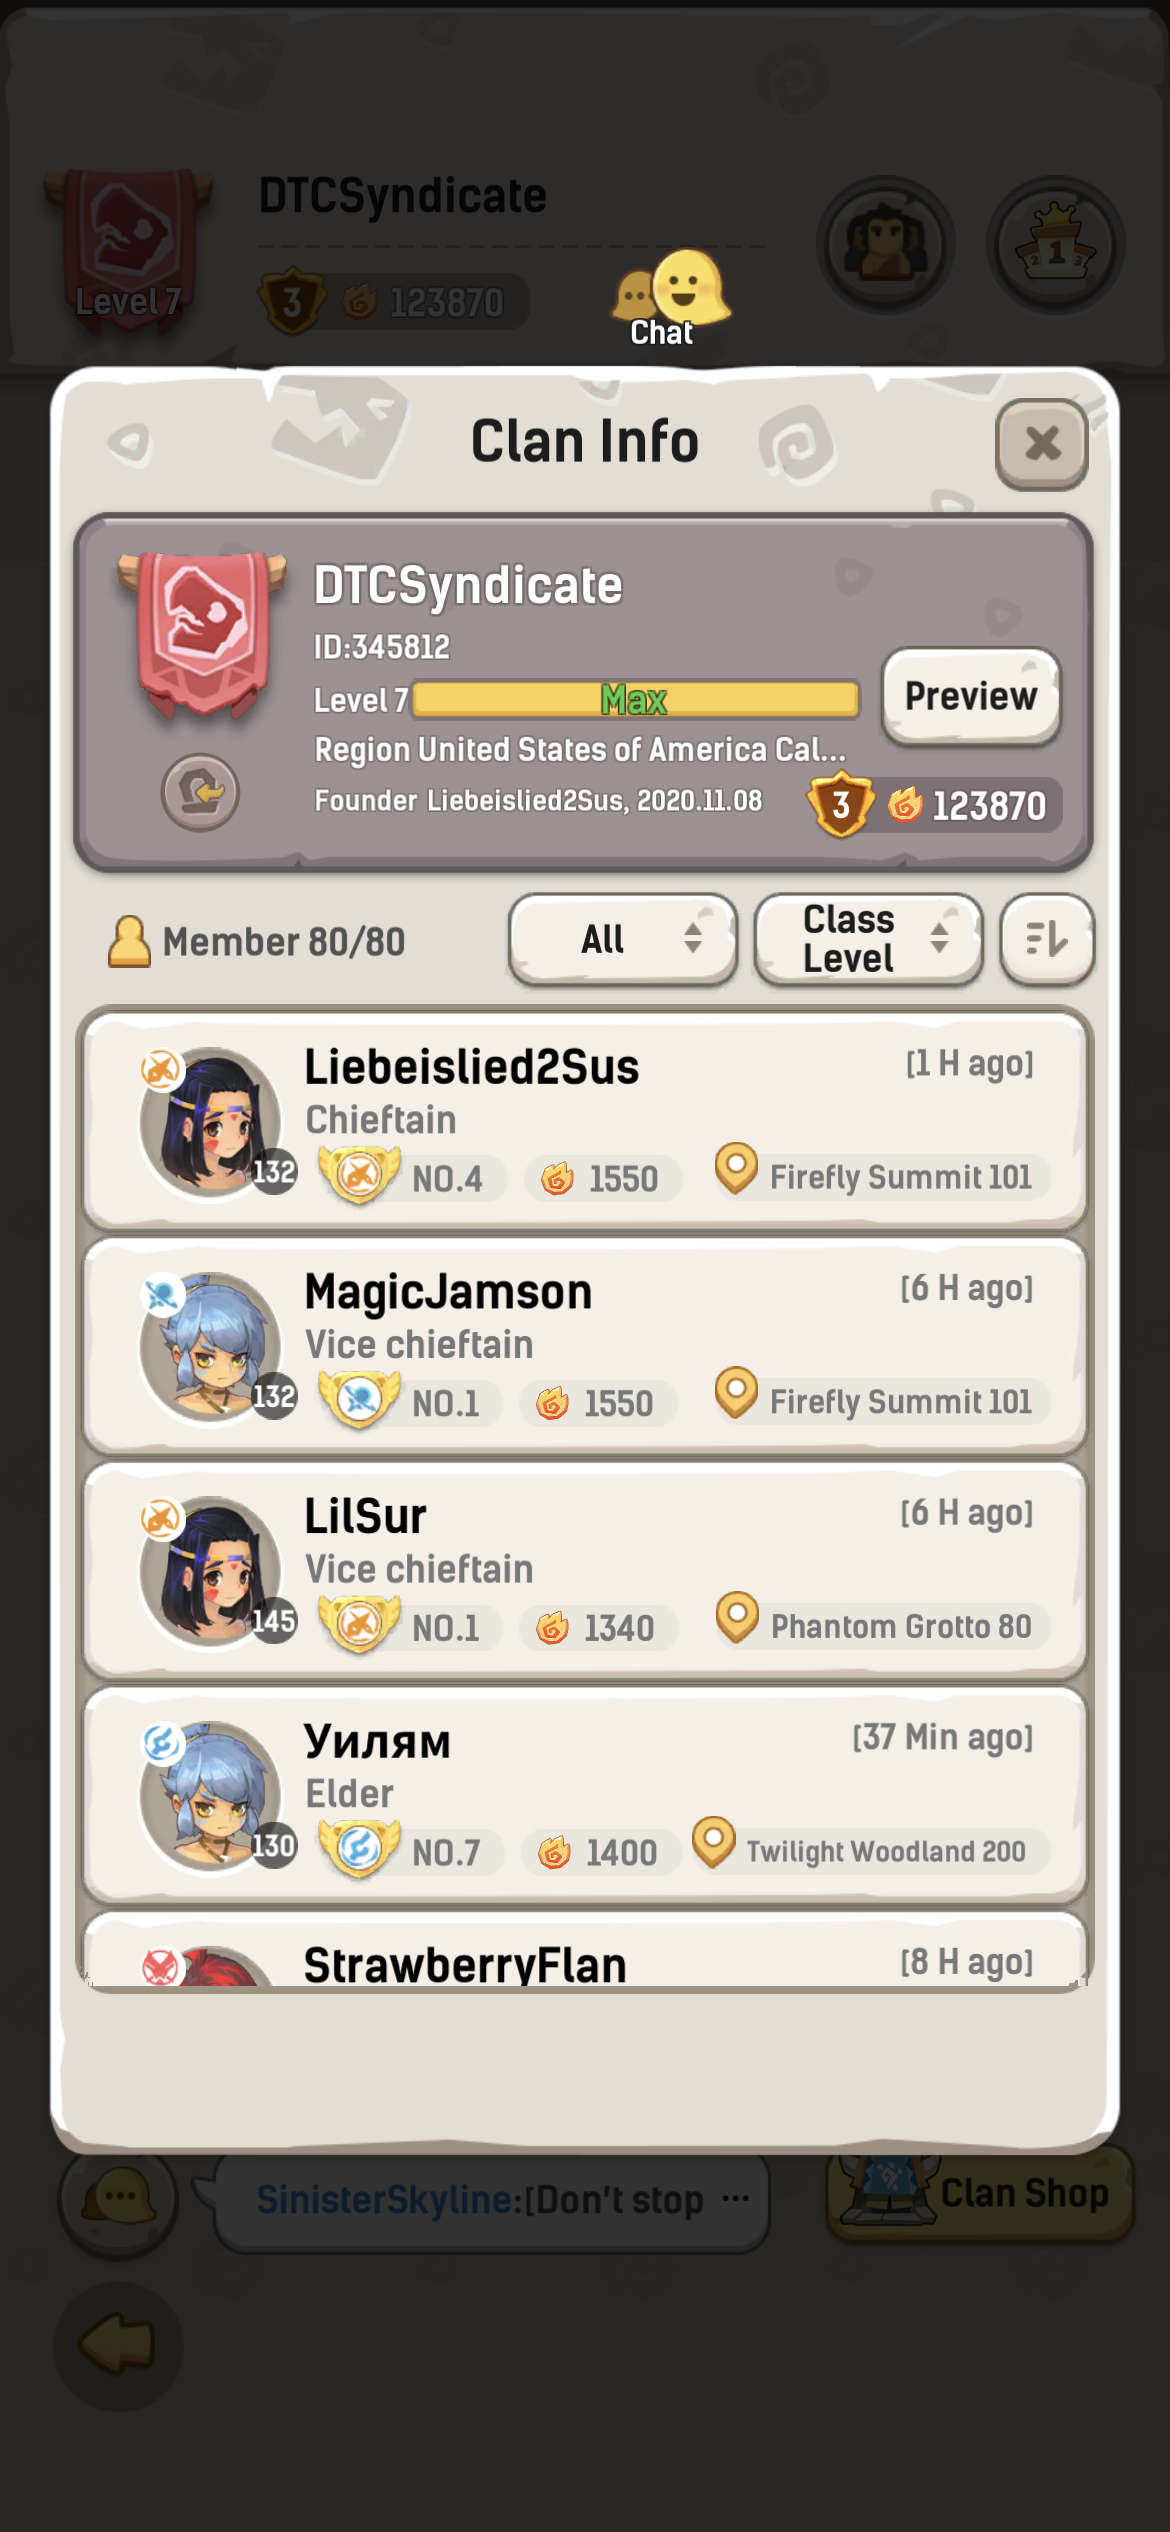 DTCSyndicate
Level 7
3
123870
1
2
3
Chat
Clan Info
DTCSyndicate
ID:345812
Level 7
Max
Preview
Region United States of America Cal...
Founder Liebeislied2Sus, 2020.11.08
3
123870
Member 80/80
All
Class
Level
Liebeislied2Sus
[1 H ago]
Chieftain
132
NO.4
1550
Firefly Summit 101
MagicJamson
[6 H ago]
Vice chieftain
132
NO.1
1550
Firefly Summit 101
LilSur
[6 H ago]
Vice chieftain
145
NO.1
1340
Phantom Grotto 80
Уилям
[37 Min ago]
Elder
130
NO.7
1400
Twilight Woodland 200
StrawberryFlan
[8 H ago]
SinisterSkyline:[Don't stop ...
Clan Shop